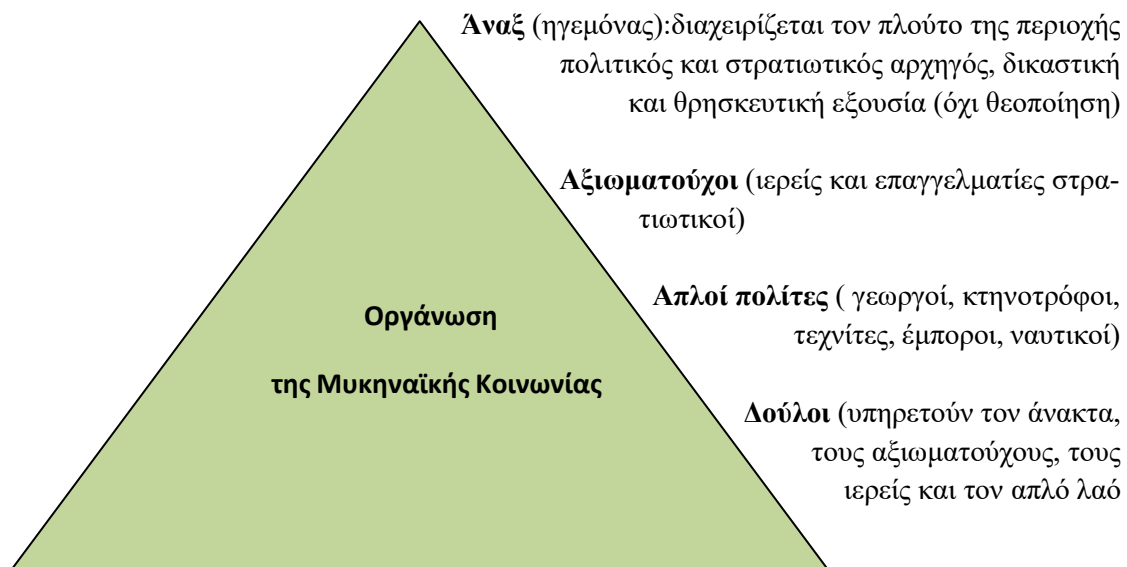 Άναξ (ηγεμόνας):διαχειρίζεται τον πλούτο της περιοχής
πολιτικός και στρατιωτικός αρχηγός, δικαστική
και θρησκευτική εξουσία (όχι θεοποίηση)
Αξιωματούχοι (ιερείς και επαγγελματίες στρα-
τιωτικοί)
Απλοί πολίτες ( γεωργοί, κτηνοτρόφοι,
τεχνίτες, έμποροι, ναυτικοί)
Οργάνωση
της Μυκηναϊκής Κοινωνίας
Δούλοι (υπηρετούν τον άνακτα,
τους αξιωματούχους, τους
ιερείς και τον απλό λαό